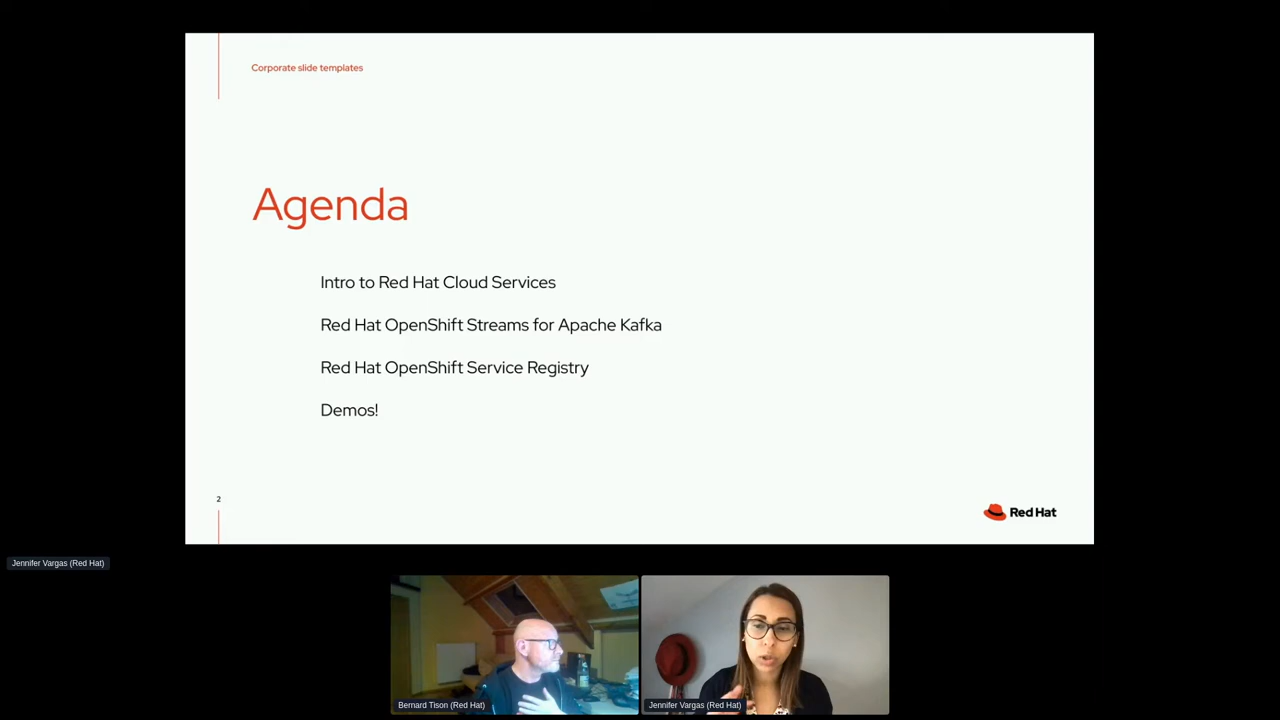 Corporate slide templates
Agenda
Intro to Red Hat Cloud Services
Red Hat OpenShift Streams for Apache Kafka
Red Hat OpenShift Service Registry
Demos!
2
Red Hat
Jennifer Vargas (Red Hat)
Bernard Tison (Red Hat)
Jennifer Vargas (Red Hat)